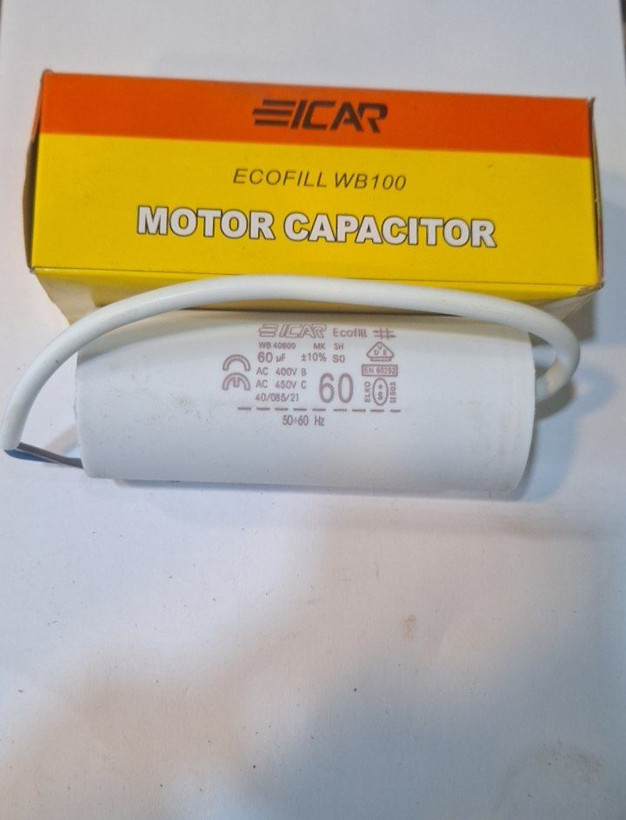 ICAR
ECOFILL WB100
MOTOR CAPACITOR
ICAR Ecofill
WB 40600 MK SH
60 µF ±10% S0
AC 400V B
AC 450V C
40/085/21
60
EN 60252
50÷60 Hz